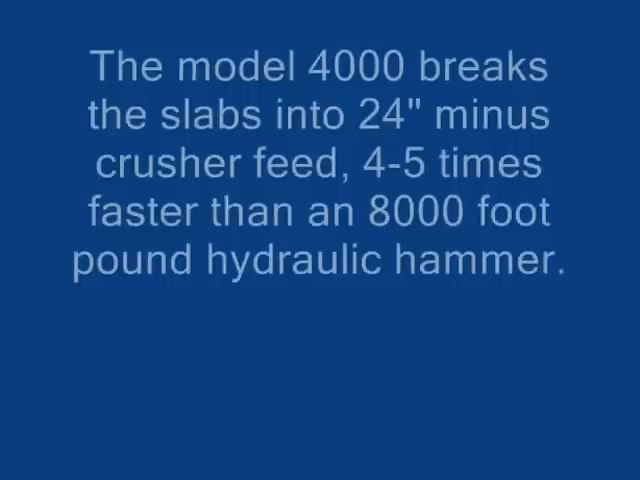 The model 4000 breaks
the slabs into 24" minus
crusher feed, 4-5 times
faster than an 8000 foot
pound hydraulic hammer.